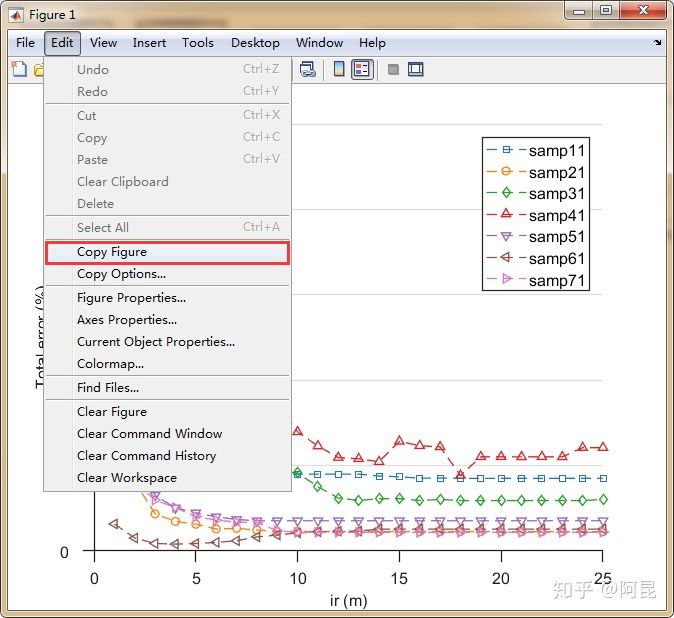 Figure 1
File Edit View Insert Tools Desktop Window Help
Undo Ctrl+Z
Redo Ctrl+Y
Cut Ctrl+X
Copy Ctrl+C
Paste Ctrl+V
Clear Clipboard
Delete
Select All Ctrl+A
Copy Figure
Copy Options...
Figure Properties...
Axes Properties...
Current Object Properties...
Colormap...
Find Files...
Clear Figure
Clear Command Window
Clear Command History
Clear Workspace
samp11
samp21
samp31
samp41
samp51
samp61
samp71
Total error (%)
0
0 5 10 15 20 25
ir (m)
知乎 @阿昆